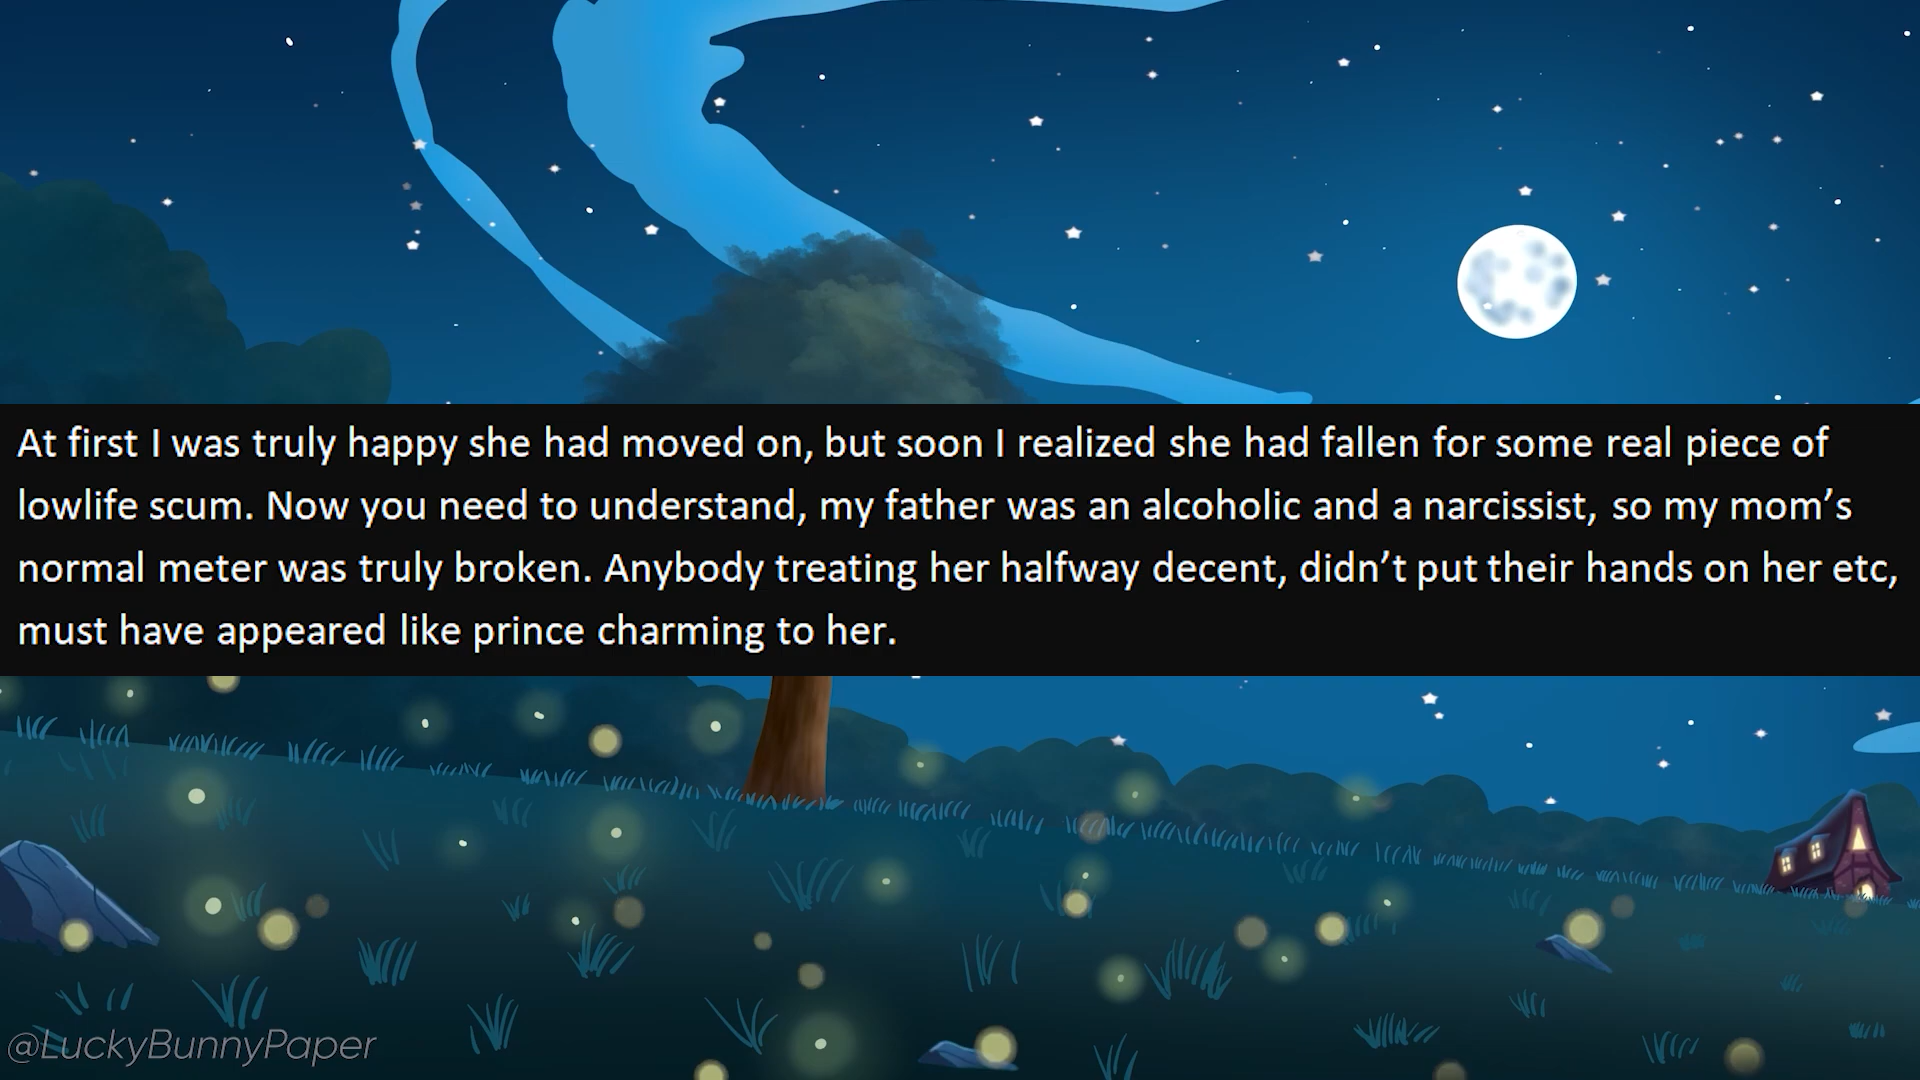 At first I was truly happy she had moved on, but soon I realized she had fallen for some real piece of
lowlife scum. Now you need to understand, my father was an alcoholic and a narcissist, so my mom’s
normal meter was truly broken. Anybody treating her halfway decent, didn’t put their hands on her etc,
must have appeared like prince charming to her.
@LuckyBunnyPaper